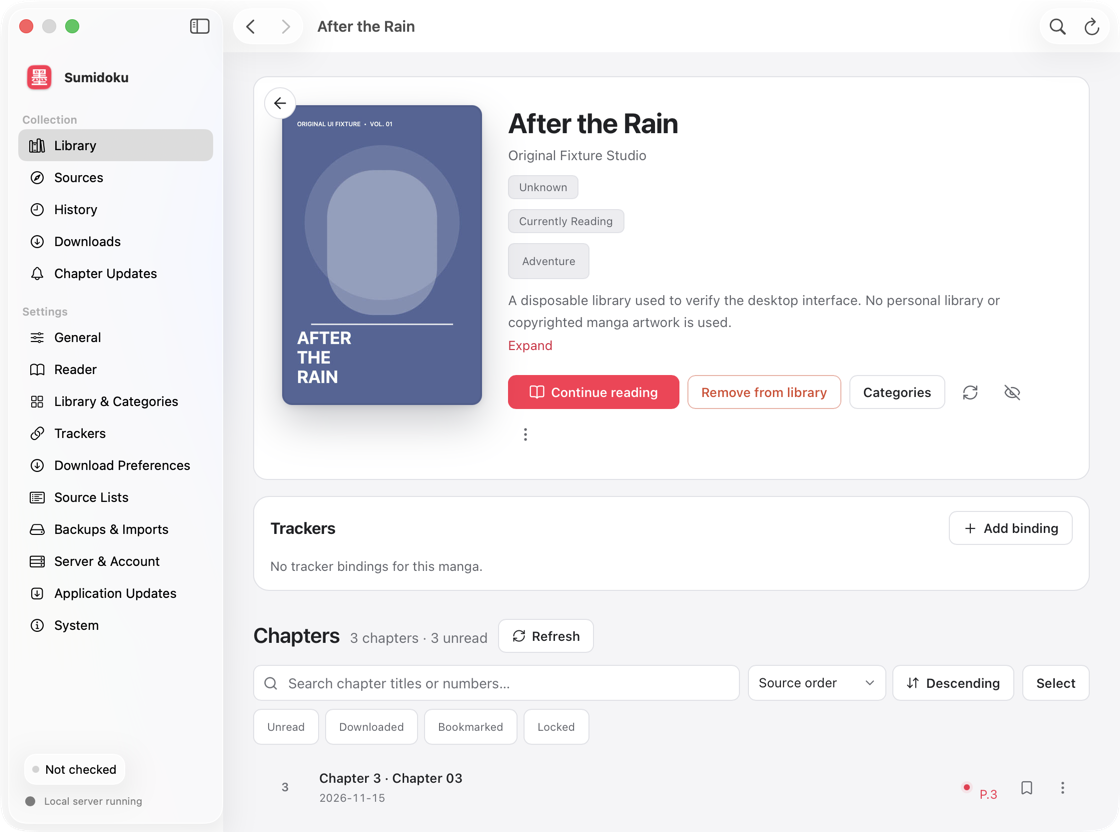 After the Rain
墨
Sumidoku
Collection
Library
Sources
History
Downloads
Chapter Updates
Settings
General
Reader
Library & Categories
Trackers
Download Preferences
Source Lists
Backups & Imports
Server & Account
Application Updates
System
Not checked
Local server running
ORIGINAL UI FIXTURE • VOL. 01
AFTER
THE
RAIN
After the Rain
Original Fixture Studio
Unknown
Currently Reading
Adventure
A disposable library used to verify the desktop interface. No personal library or
copyrighted manga artwork is used.
Expand
Continue reading
Remove from library
Categories
Trackers
Add binding
No tracker bindings for this manga.
Chapters
3 chapters · 3 unread
Refresh
Search chapter titles or numbers...
Source order
Descending
Select
Unread
Downloaded
Bookmarked
Locked
3
Chapter 3 · Chapter 03
2026-11-15
P.3